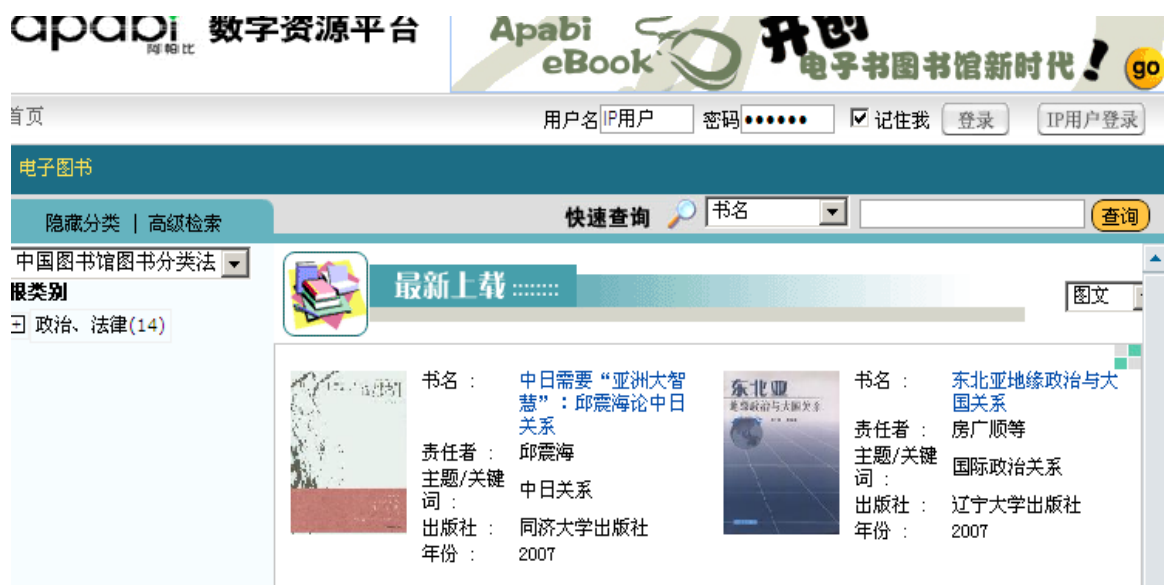 apabi 数字资源平台
阿帕比
Apabi
eBook
开创
电子书图书馆新时代!
go
首页
用户名 IP用户 密码 •••••• 记住我 登录 IP用户登录
电子图书
隐藏分类 | 高级检索
快速查询 书名 查询
中国图书馆图书分类法
根类别
政治、法律(14)
最新上载
图文
书名 : 中日需要“亚洲大智
慧”:邱震海论中日
关系
责任者 : 邱震海
主题/关键
词 : 中日关系
出版社 : 同济大学出版社
年份 : 2007
东北亚
地缘政治与大国关系
书名 : 东北亚地缘政治与大
国关系
责任者 : 房广顺等
主题/关键
词 : 国际政治关系
出版社 : 辽宁大学出版社
年份 : 2007